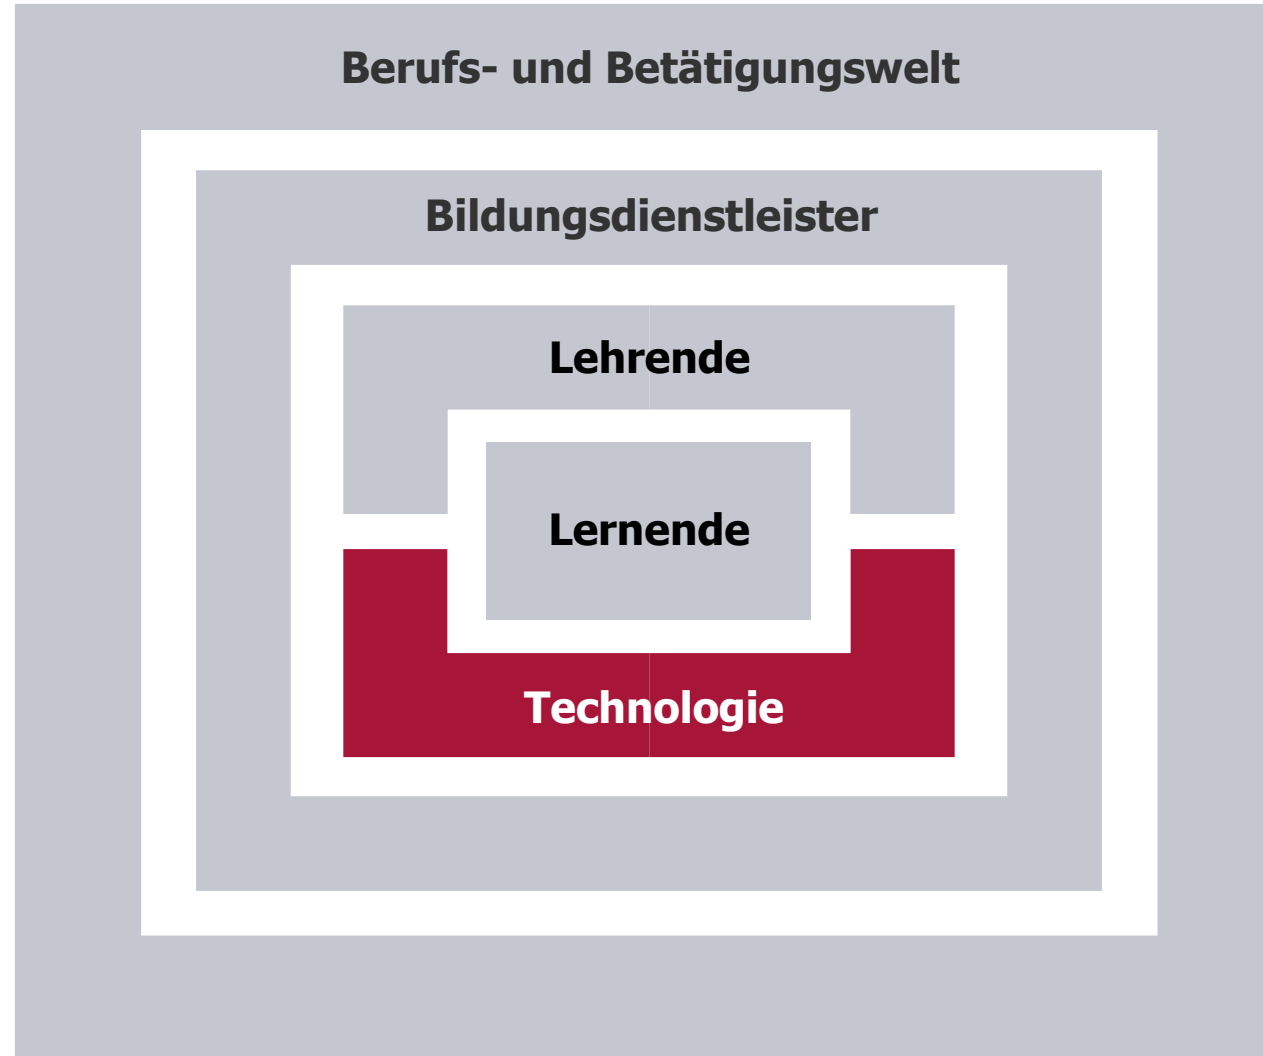 Berufs- und Betätigungswelt
Bildungsdienstleister
Lehrende
Lernende
Technologie